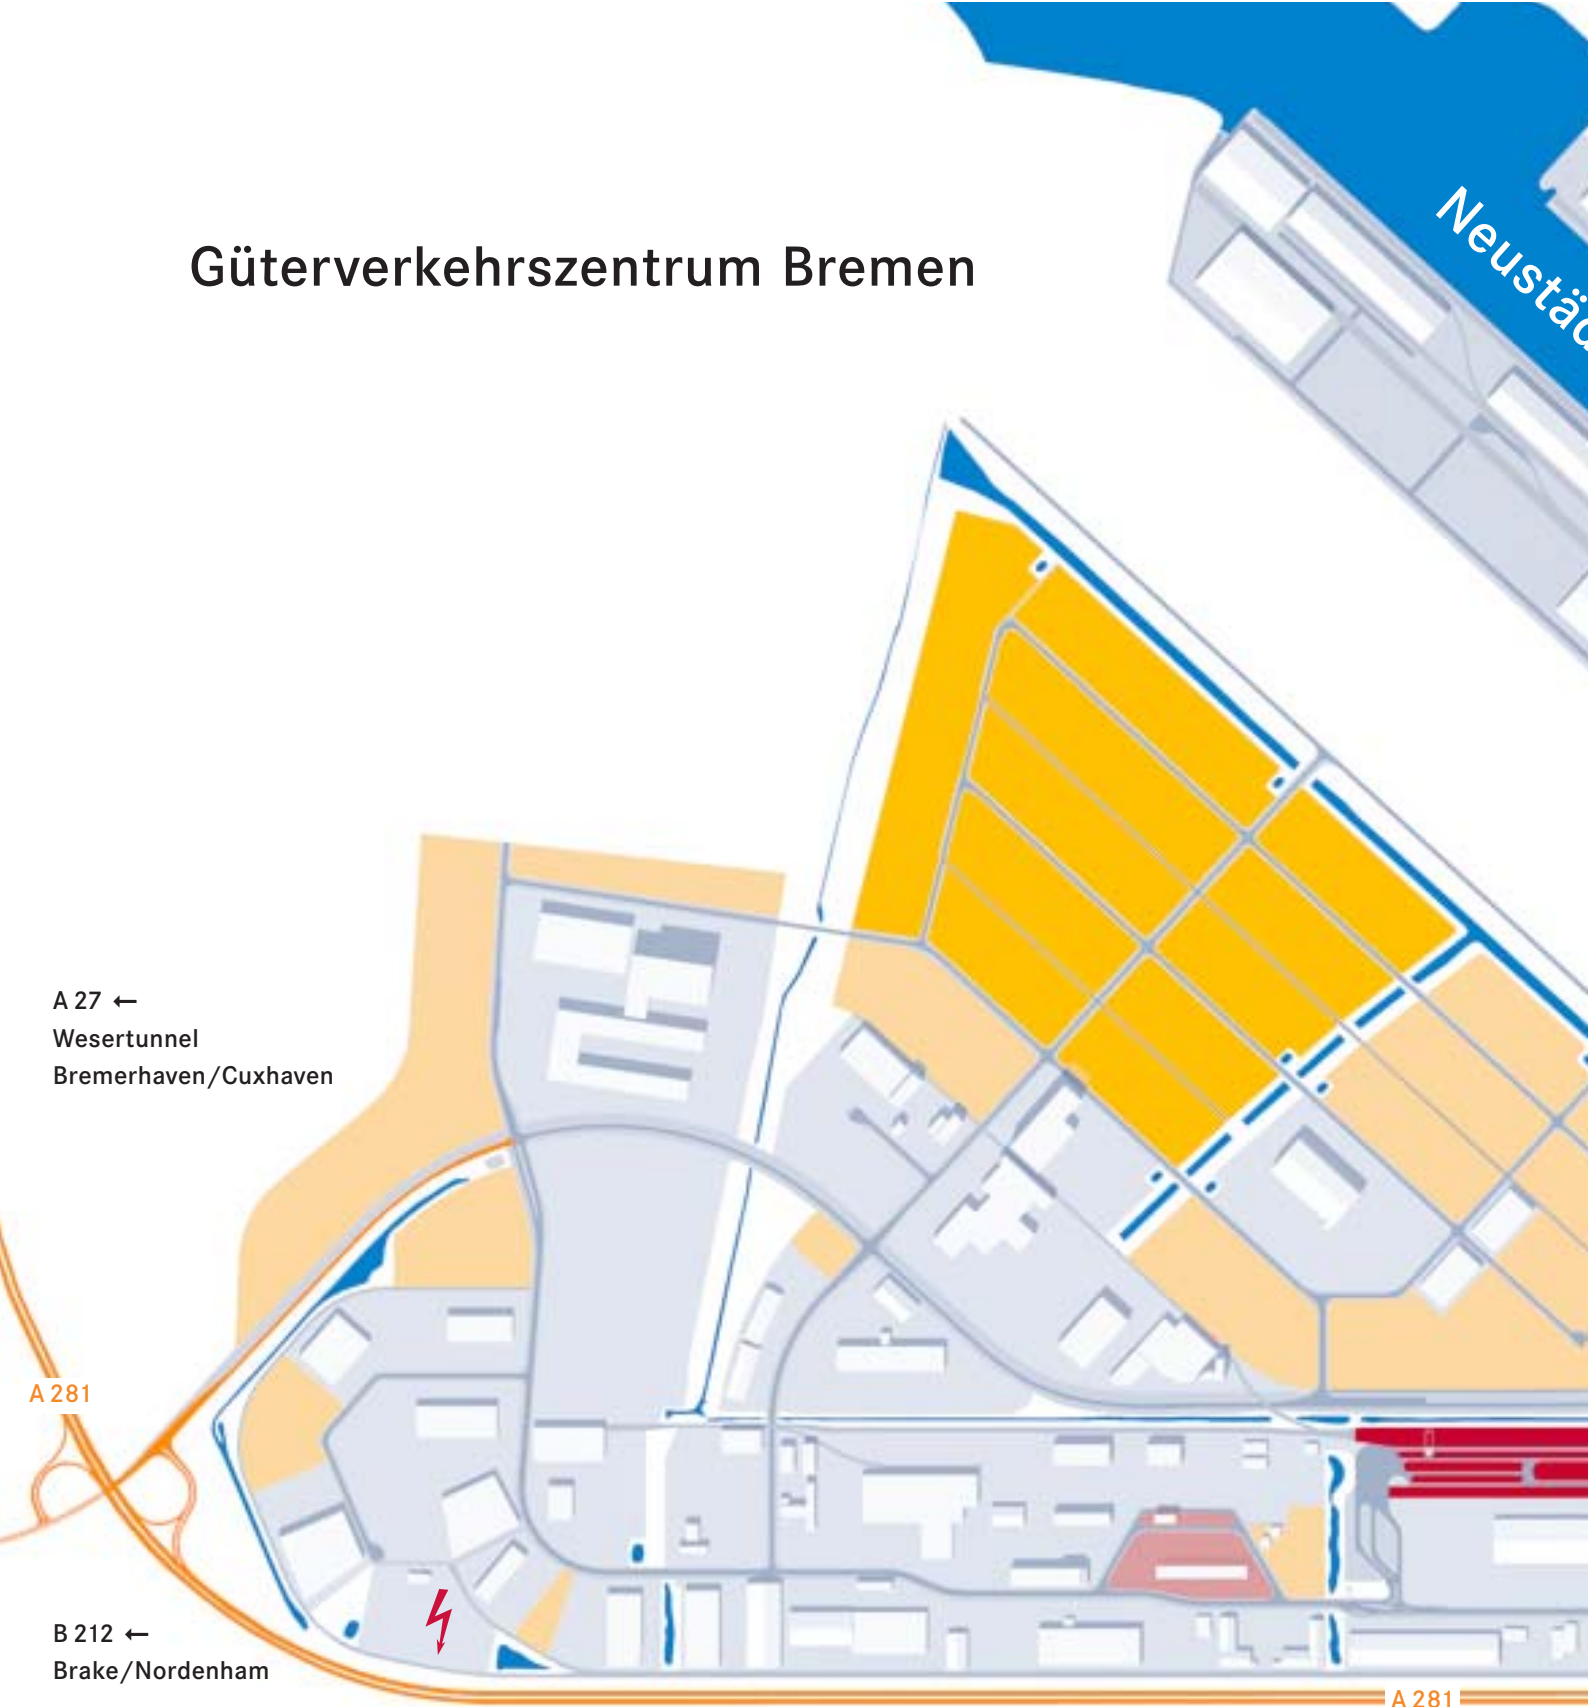 Güterverkehrszentrum Bremen
Neustäd
A 27 ←
Wesertunnel
Bremerhaven/Cuxhaven
A 281
B 212 ←
Brake/Nordenham
A 281